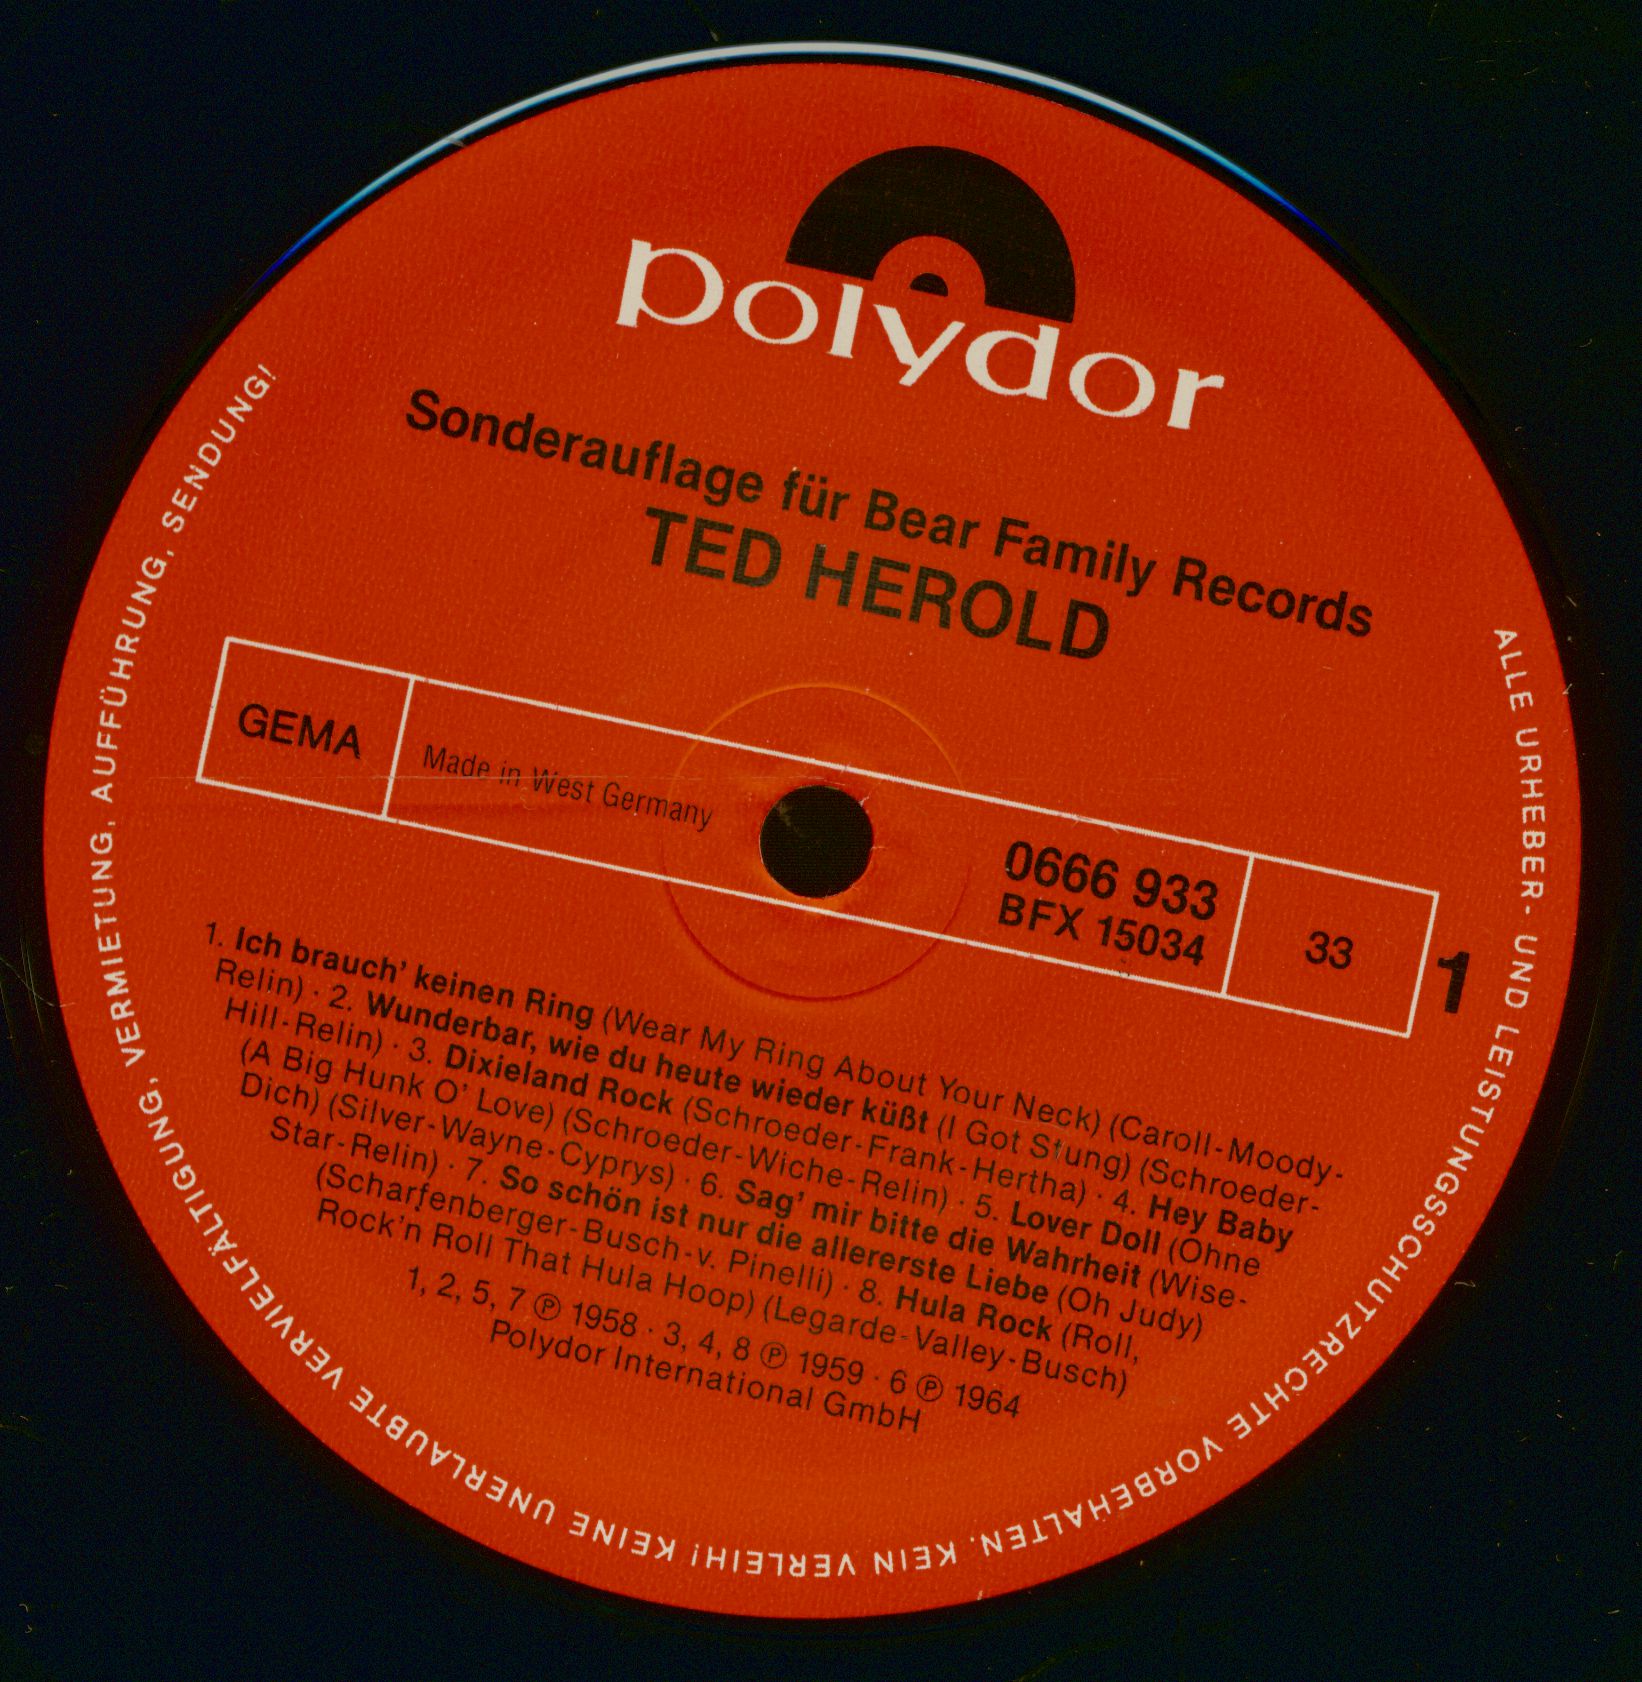 polydor
Sonderauflage für Bear Family Records
TED HEROLD
GEMA
Made in West Germany
0666 933
BFX 15034
33
1
1. Ich brauch' keinen Ring (Wear My Ring About Your Neck) (Caroll-Moody-
Relin) · 2. Wunderbar, wie du heute wieder küßt (I Got Stung) (Schroeder-
Hill-Relin) · 3. Dixieland Rock (Schroeder-Frank-Hertha) · 4. Hey Baby
(A Big Hunk O' Love) (Schroeder-Wiche-Relin) · 5. Lover Doll (Ohne
Dich) (Silver-Wayne-Cyprys) · 6. Sag' mir bitte die Wahrheit (Wise-
Star-Relin) · 7. So schön ist nur die allererste Liebe (Oh Judy)
(Scharfenberger-Busch-v. Pinelli) · 8. Hula Rock (Roll,
Rock'n Roll That Hula Hoop) (Legarde-Valley-Busch)
1, 2, 5, 7 ℗ 1958 · 3, 4, 8 ℗ 1959 · 6 ℗ 1964
Polydor International GmbH
ALLE URHEBER- UND LEISTUNGSSCHUTZRECHTE VORBEHALTEN. KEIN VERLEIH! KEINE UNERLAUBTE VERVIELFÄLTIGUNG, VERMIETUNG, AUFFÜHRUNG, SENDUNG!